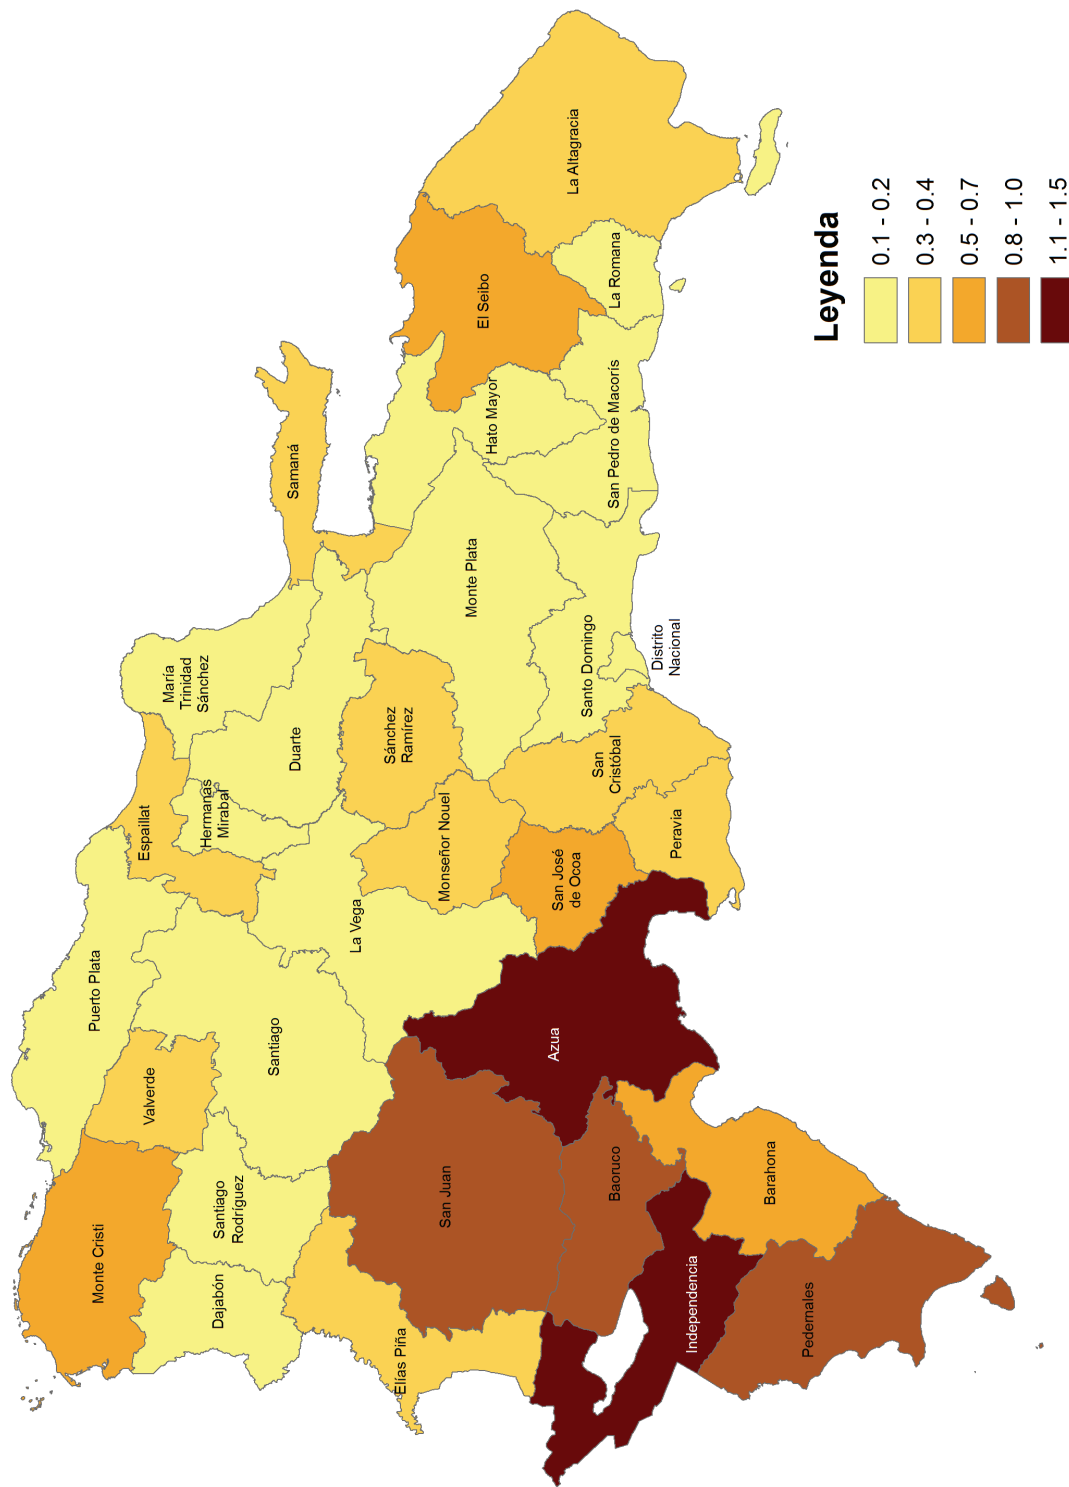 Monte Cristi
Puerto Plata
Valverde
Espaillat
Dajabón
Santiago
Rodríguez
Santiago
Hermanas
Mirabal
María
Trinidad
Sánchez
Duarte
Samaná
La Vega
Elías Piña
Sánchez
Ramírez
San Juan
Monseñor Nouel
Monte Plata
Hato Mayor
El Seibo
Azua
San José
de Ocoa
San
Cristóbal
Santo Domingo
La Altagracia
Baoruco
San Pedro de Macorís
La Romana
Independencia
Peravia
Distrito
Nacional
Barahona
Pedernales
Leyenda
0.1 - 0.2
0.3 - 0.4
0.5 - 0.7
0.8 - 1.0
1.1 - 1.5